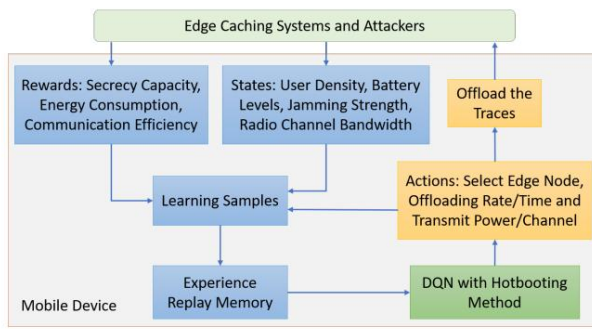 Edge Caching Systems and Attackers
Rewards: Secrecy Capacity,
Energy Consumption,
Communication Efficiency
States: User Density, Battery
Levels, Jamming Strength,
Radio Channel Bandwidth
Offload the
Traces
Learning Samples
Actions: Select Edge Node,
Offloading Rate/Time and
Transmit Power/Channel
Experience
Replay Memory
DQN with Hotbooting
Method
Mobile Device